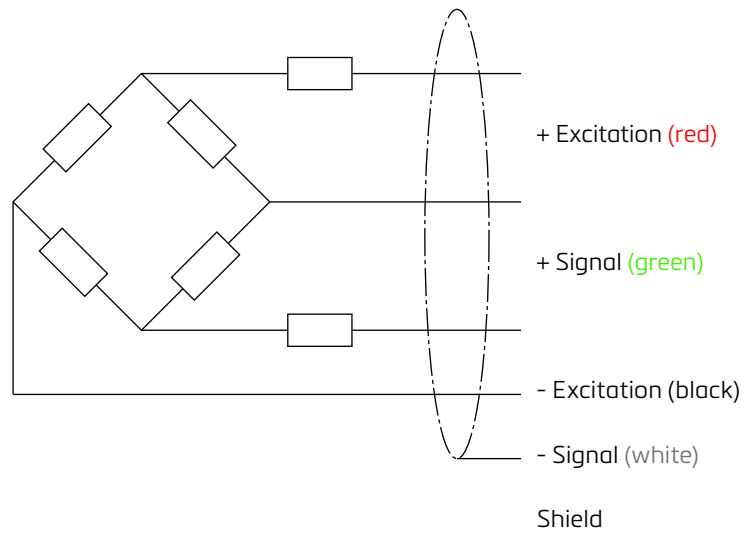 + Excitation (red)
+ Signal (green)
- Excitation (black)
- Signal (white)
Shield